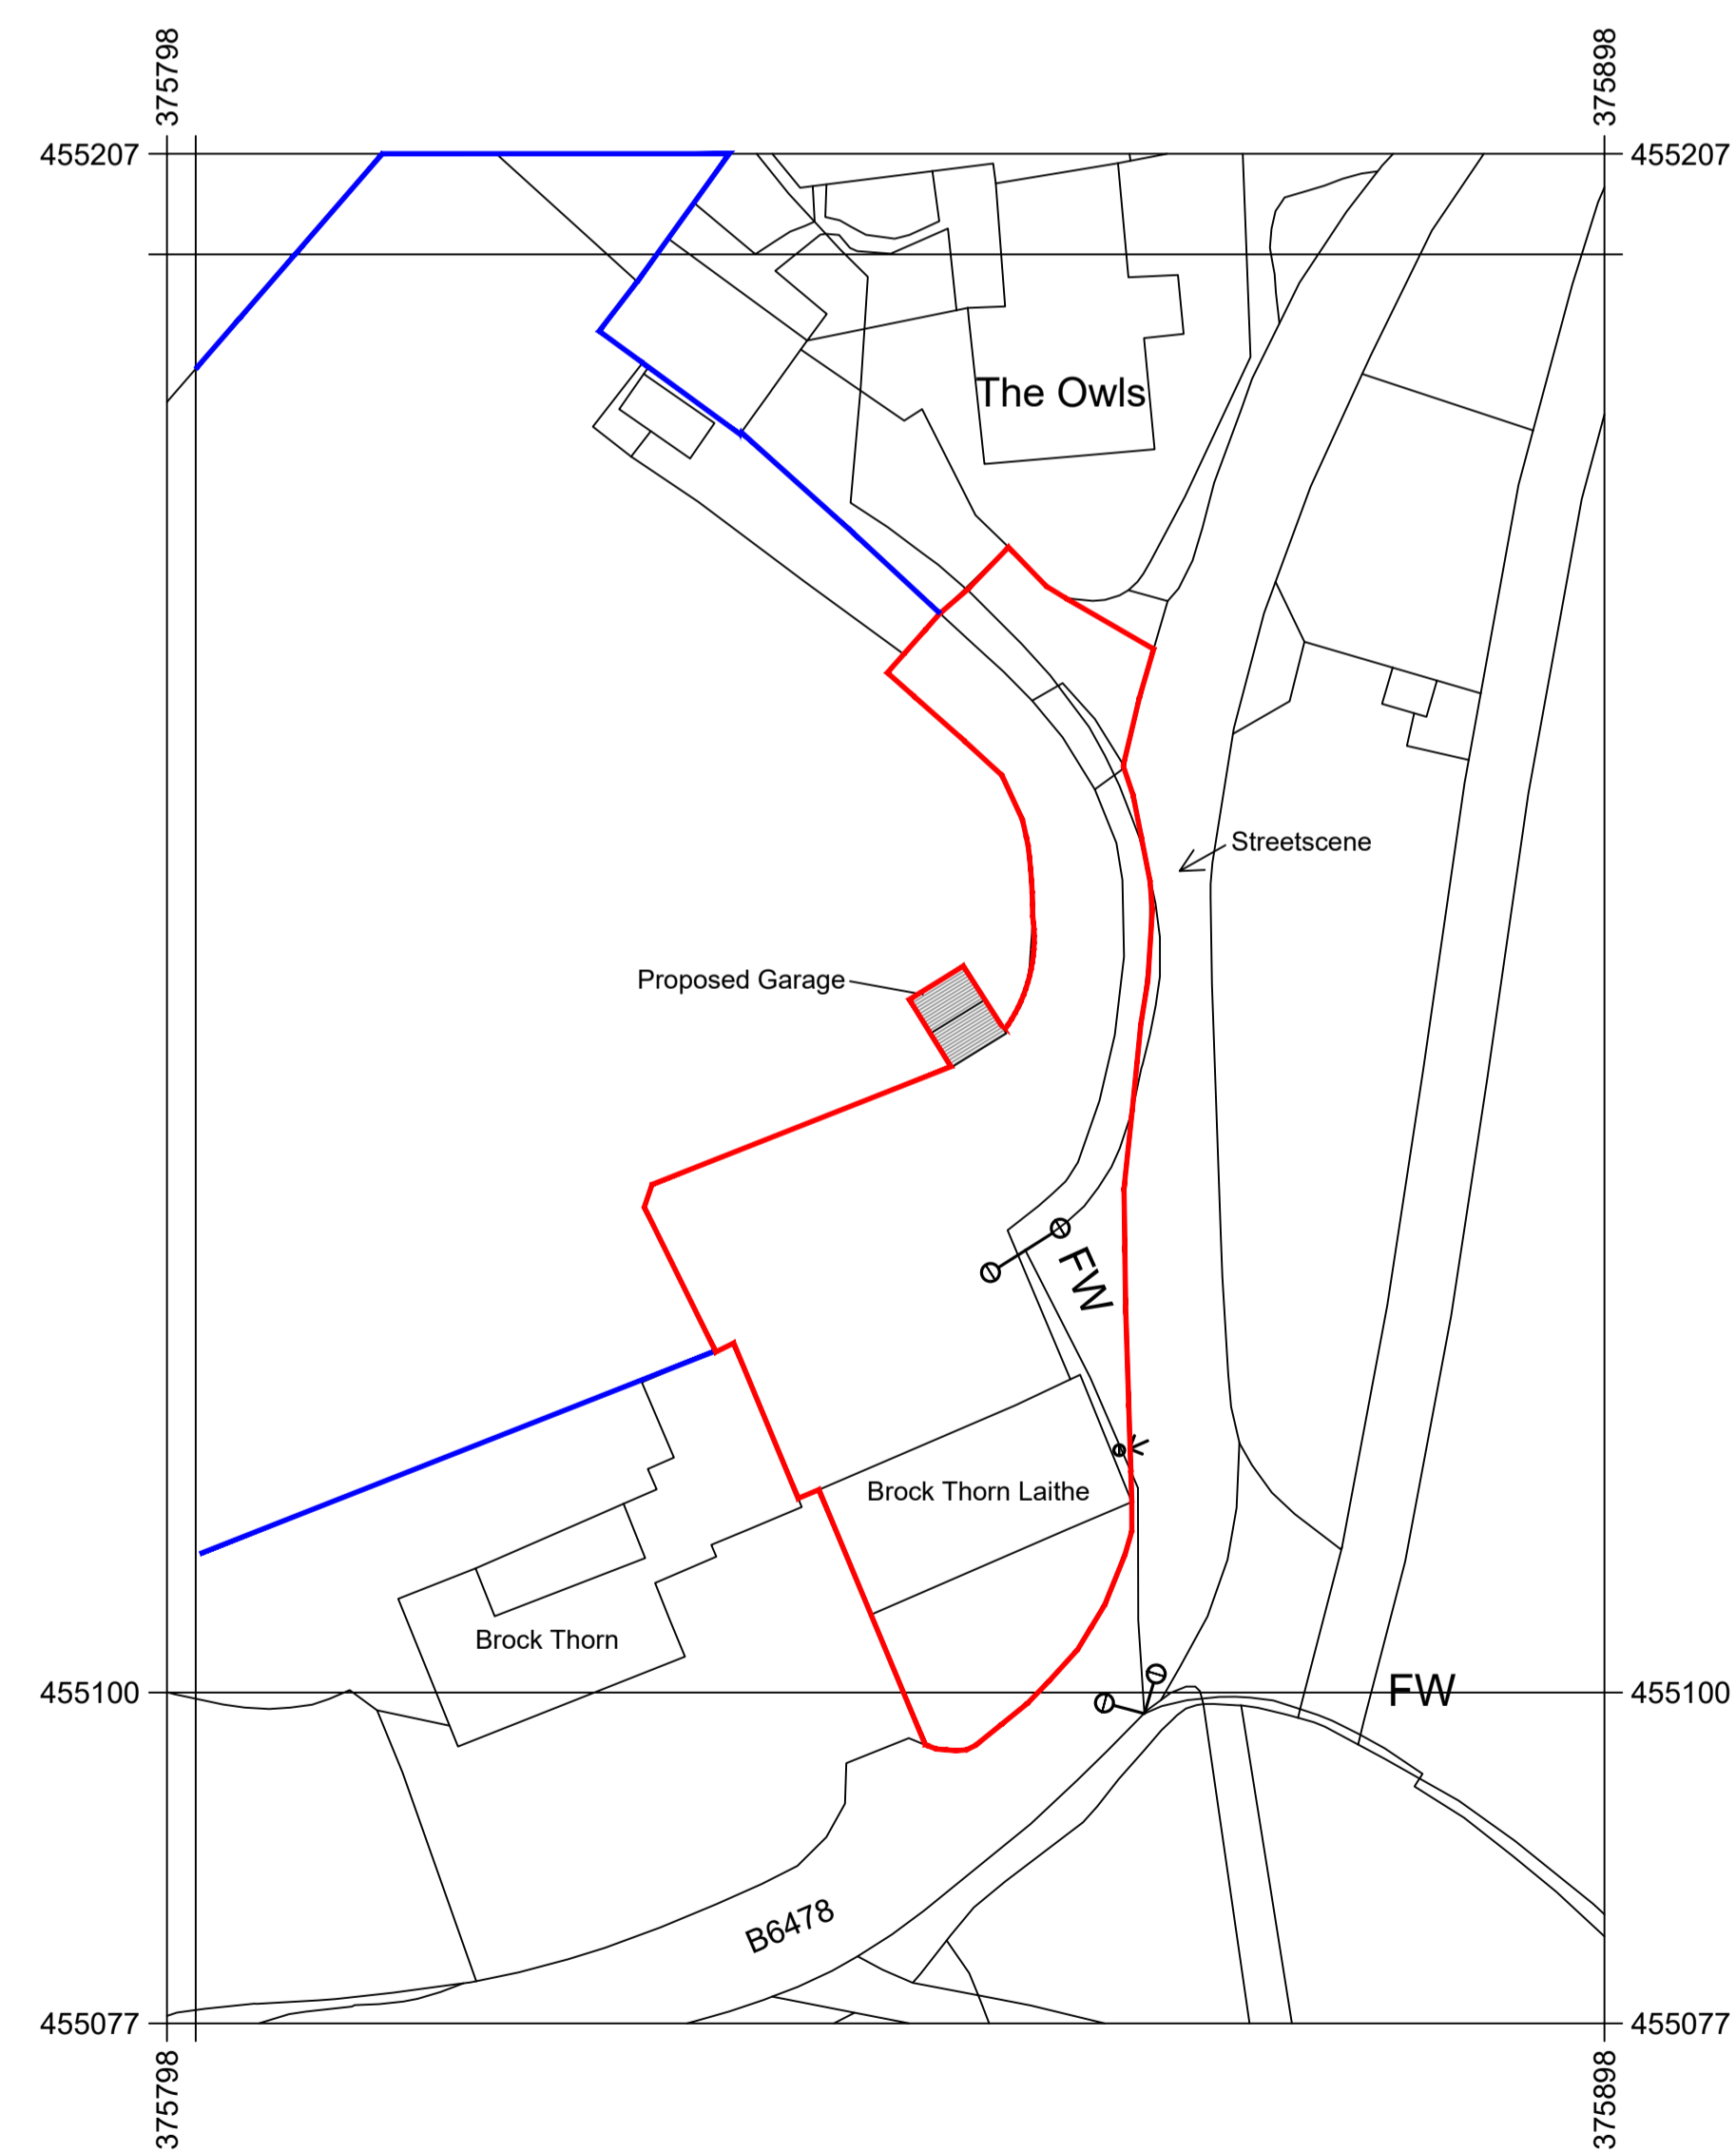 375798
375898
455207
455207
The Owls
Streetscene
Proposed Garage
FW
Brock Thorn Laithe
Brock Thorn
455100
FW
455100
B6478
455077
455077
375798
375898